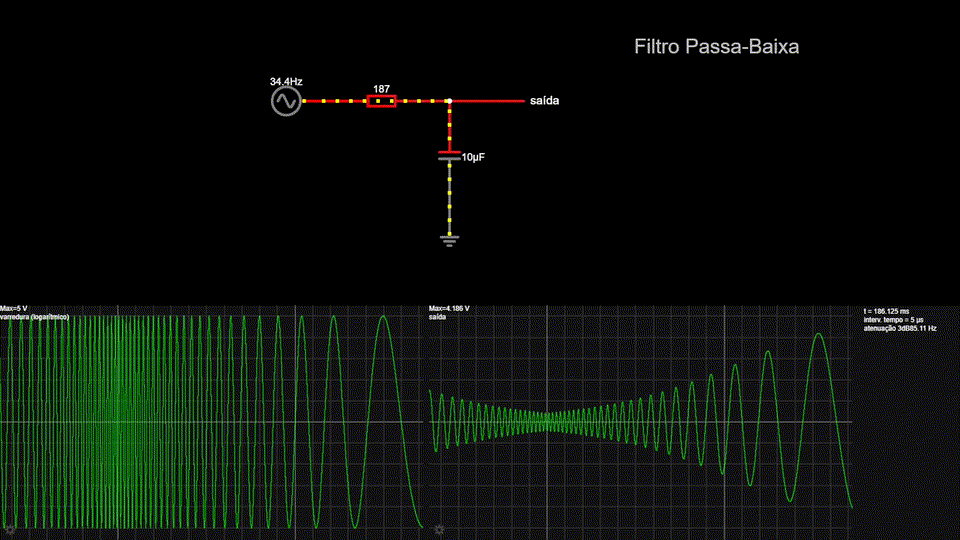 Filtro Passa-Baixa
34.4Hz
187
saída
10µF
Max=5 V
varredura (logarítmico)
Max=4.186 V
saída
t = 186.125 ms
interv. tempo = 5 µs
atenuação 3dB85.11 Hz